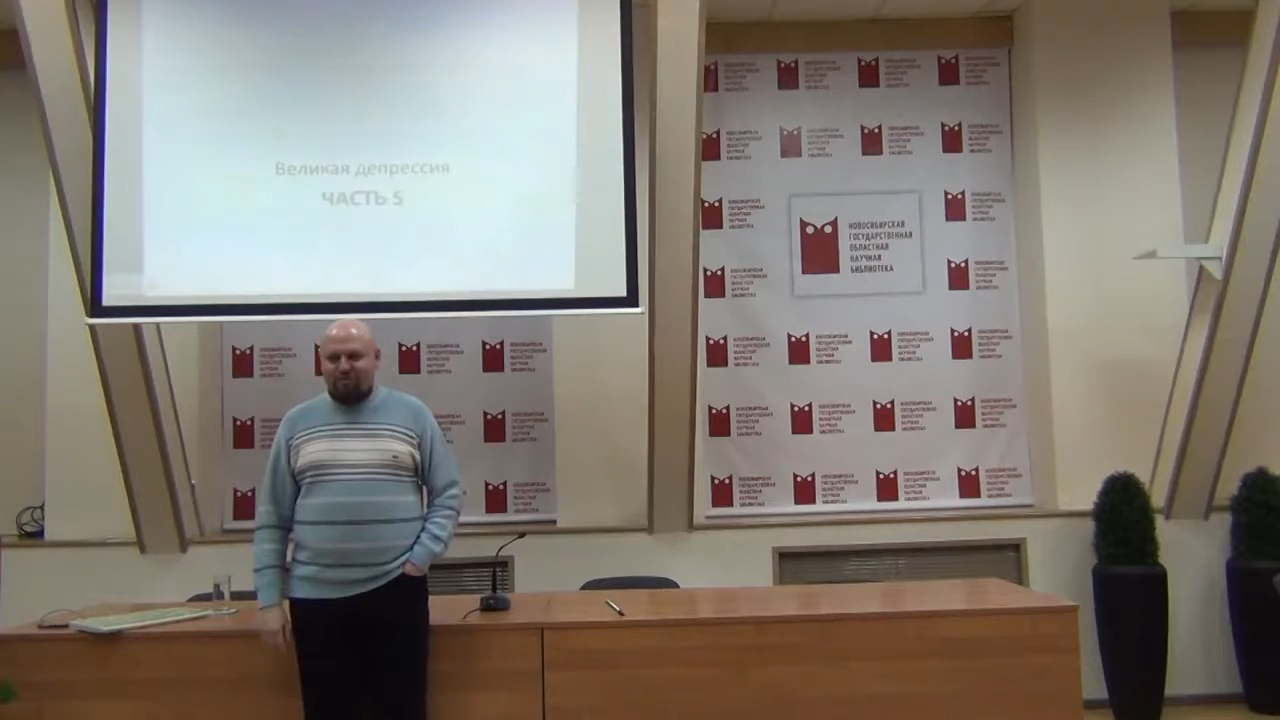 Великая депрессия
ЧАСТЬ 5
НОВОСИБИРСКАЯ
ГОСУДАРСТВЕННАЯ
ОБЛАСТНАЯ
НАУЧНАЯ
БИБЛИОТЕКА